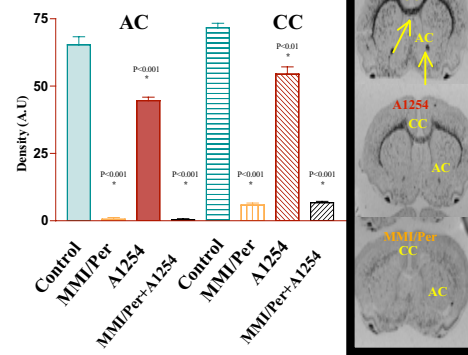 75
AC
CC
P<0.001
*
P<0.01
*
50
Density (A.U)
25
P<0.001
*
P<0.001
*
P<0.001
*
P<0.001
*
0
Control
MMI/Per
A1254
MMI/Per+A1254
Control
MMI/Per
A1254
MMI/Per+A1254
AC
A1254
CC
AC
MMI/Per
CC
AC